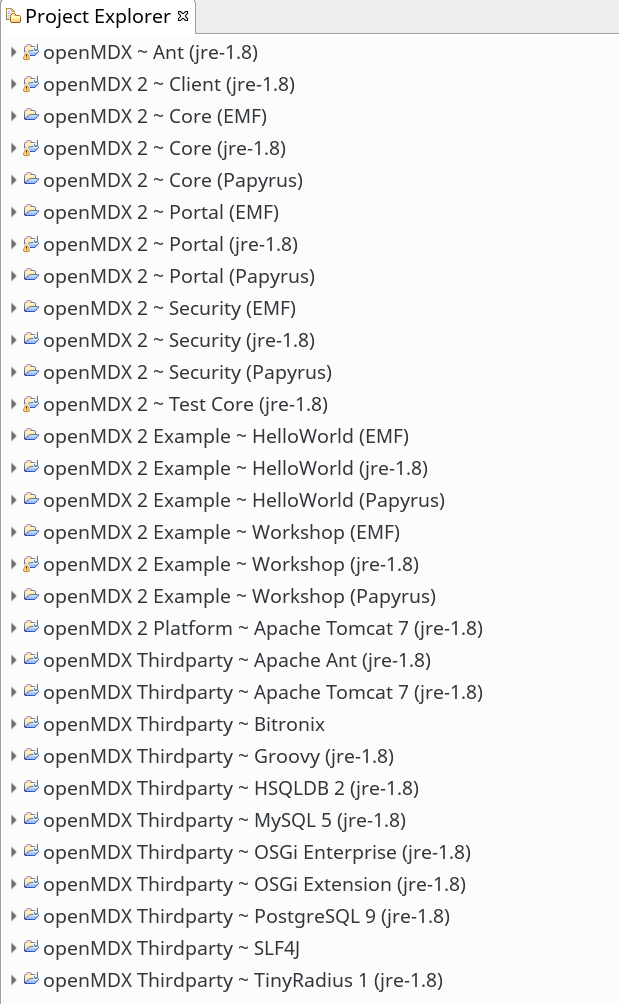 Project Explorer
openMDX ~ Ant (jre-1.8)
openMDX 2 ~ Client (jre-1.8)
openMDX 2 ~ Core (EMF)
openMDX 2 ~ Core (jre-1.8)
openMDX 2 ~ Core (Papyrus)
openMDX 2 ~ Portal (EMF)
openMDX 2 ~ Portal (jre-1.8)
openMDX 2 ~ Portal (Papyrus)
openMDX 2 ~ Security (EMF)
openMDX 2 ~ Security (jre-1.8)
openMDX 2 ~ Security (Papyrus)
openMDX 2 ~ Test Core (jre-1.8)
openMDX 2 Example ~ HelloWorld (EMF)
openMDX 2 Example ~ HelloWorld (jre-1.8)
openMDX 2 Example ~ HelloWorld (Papyrus)
openMDX 2 Example ~ Workshop (EMF)
openMDX 2 Example ~ Workshop (jre-1.8)
openMDX 2 Example ~ Workshop (Papyrus)
openMDX 2 Platform ~ Apache Tomcat 7 (jre-1.8)
openMDX Thirdparty ~ Apache Ant (jre-1.8)
openMDX Thirdparty ~ Apache Tomcat 7 (jre-1.8)
openMDX Thirdparty ~ Bitronix
openMDX Thirdparty ~ Groovy (jre-1.8)
openMDX Thirdparty ~ HSQLDB 2 (jre-1.8)
openMDX Thirdparty ~ MySQL 5 (jre-1.8)
openMDX Thirdparty ~ OSGi Enterprise (jre-1.8)
openMDX Thirdparty ~ OSGi Extension (jre-1.8)
openMDX Thirdparty ~ PostgreSQL 9 (jre-1.8)
openMDX Thirdparty ~ SLF4J
openMDX Thirdparty ~ TinyRadius 1 (jre-1.8)